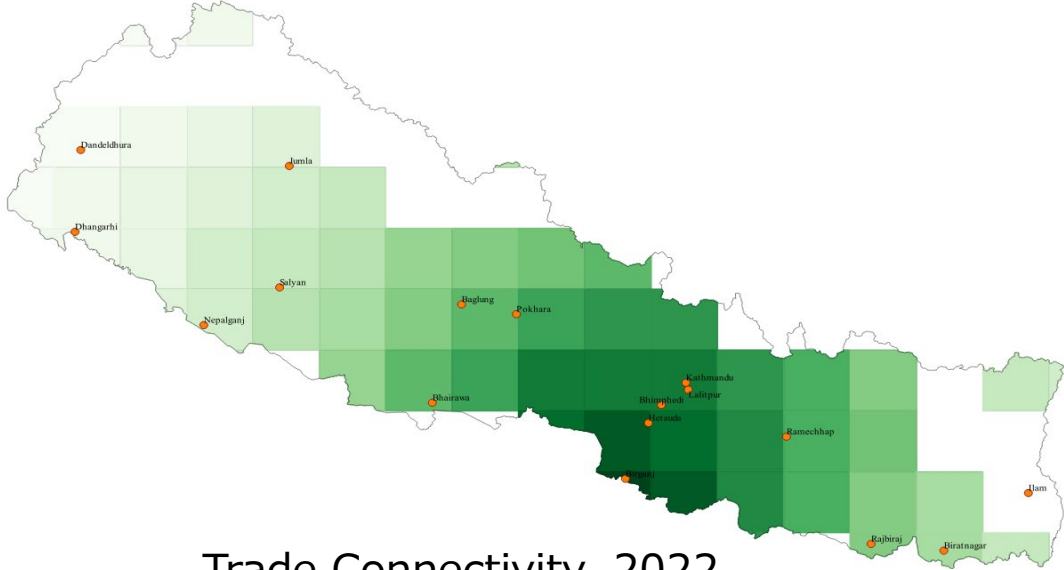 Dandeldhura
Jumla
Dhangarhi
Salyan
Baglung
Pokhara
Nepalganj
Kathmandu
Lalitpur
Bhimphedi
Bhairawa
Hetauda
Ramechhap
Birganj
Ilam
Rajbiraj
Biratnagar
Trade Connectivity, 2022